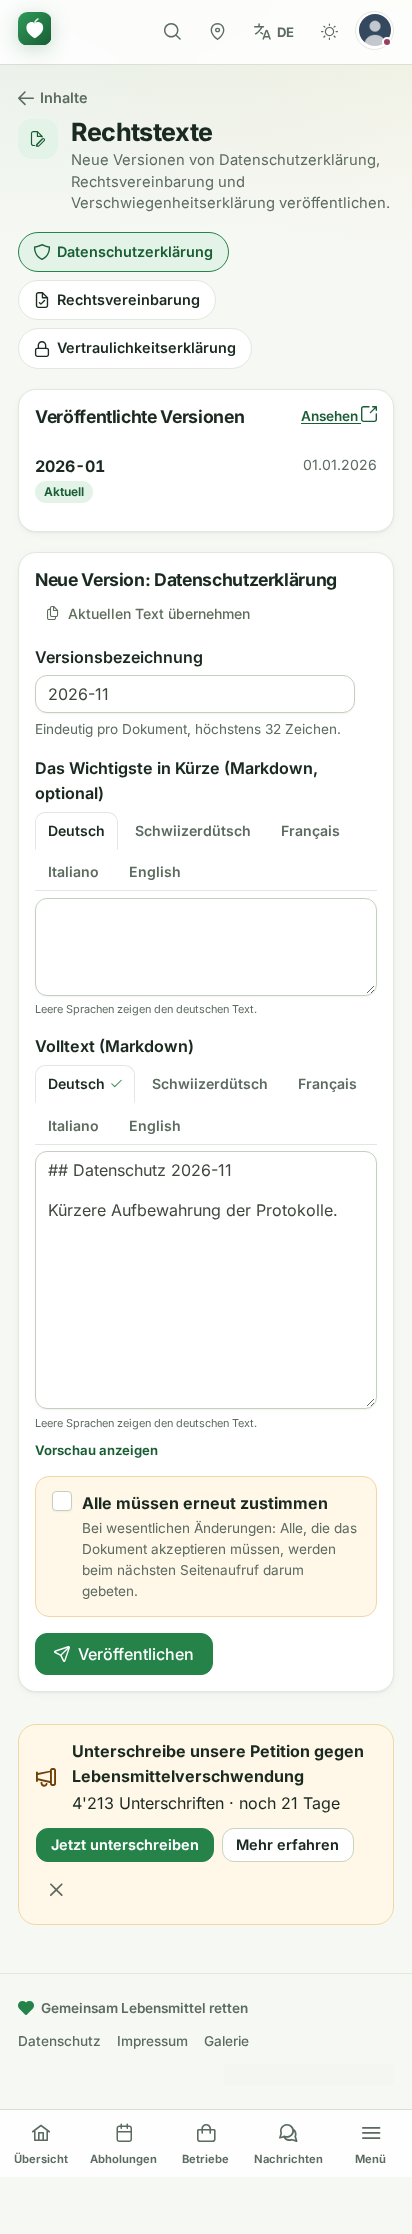 DE
Inhalte
Rechtstexte
Neue Versionen von Datenschutzerklärung,
Rechtsvereinbarung und
Verschwiegenheitserklärung veröffentlichen.
Datenschutzerklärung
Rechtsvereinbarung
Vertraulichkeitserklärung
Veröffentlichte Versionen Ansehen
2026-01 01.01.2026
Aktuell
Neue Version: Datenschutzerklärung
Aktuellen Text übernehmen
Versionsbezeichnung
2026-11
Eindeutig pro Dokument, höchstens 32 Zeichen.
Das Wichtigste in Kürze (Markdown,
optional)
Deutsch Schwiizerdütsch Français
Italiano English
Leere Sprachen zeigen den deutschen Text.
Volltext (Markdown)
Deutsch Schwiizerdütsch Français
Italiano English
## Datenschutz 2026-11
Kürzere Aufbewahrung der Protokolle.
Leere Sprachen zeigen den deutschen Text.
Vorschau anzeigen
Alle müssen erneut zustimmen
Bei wesentlichen Änderungen: Alle, die das
Dokument akzeptieren müssen, werden
beim nächsten Seitenaufruf darum
gebeten.
Veröffentlichen
Unterschreibe unsere Petition gegen
Lebensmittelverschwendung
4'213 Unterschriften · noch 21 Tage
Jetzt unterschreiben Mehr erfahren
Gemeinsam Lebensmittel retten
Datenschutz Impressum Galerie
Übersicht Abholungen Betriebe Nachrichten Menü